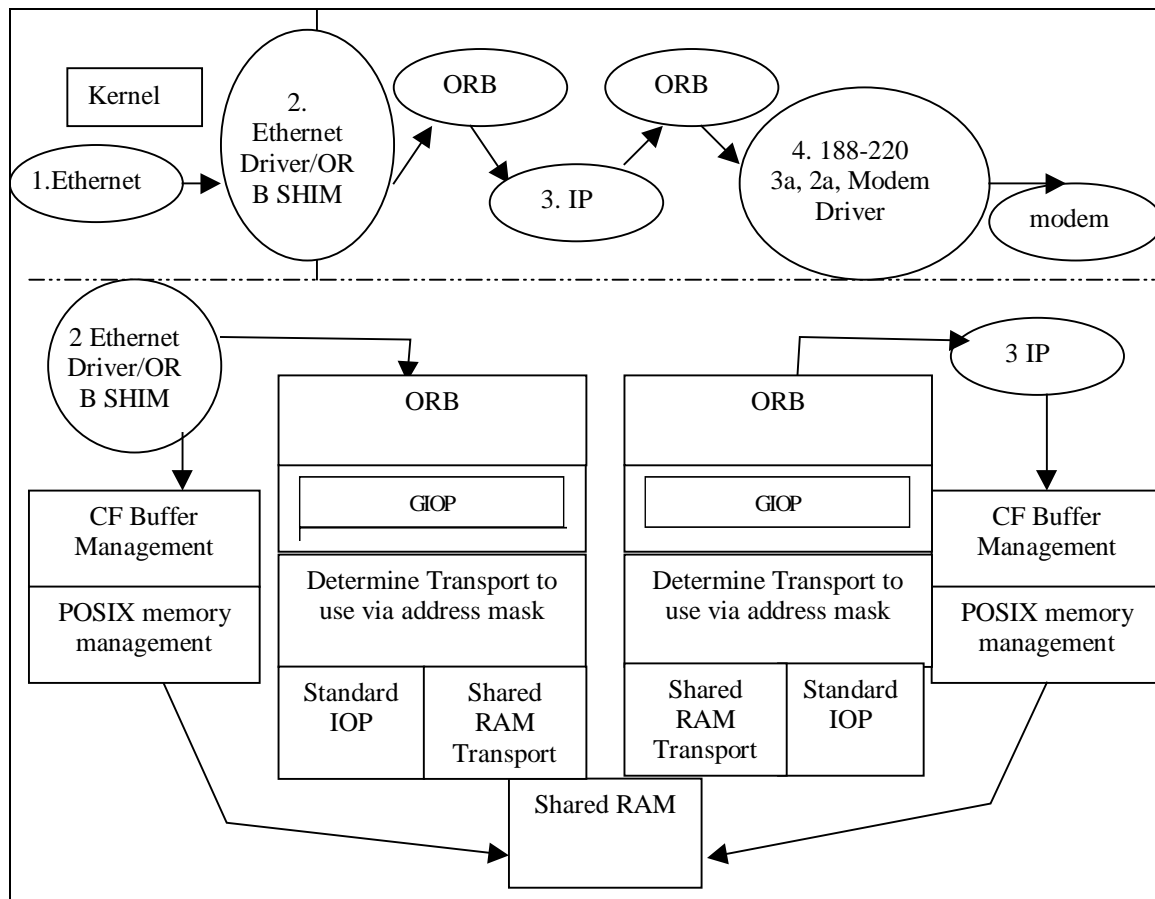 Kernel
1.Ethernet
2.
Ethernet
Driver/OR
B SHIM
ORB
3. IP
ORB
4. 188-220
3a, 2a, Modem
Driver
modem
2 Ethernet
Driver/OR
B SHIM
CF Buffer
Management
POSIX memory
management
ORB
GIOP
Determine Transport to
use via address mask
Standard
IOP
Shared
RAM
Transport
ORB
GIOP
Determine Transport to
use via address mask
Shared
RAM
Transport
Standard
IOP
3 IP
CF Buffer
Management
POSIX memory
management
Shared RAM